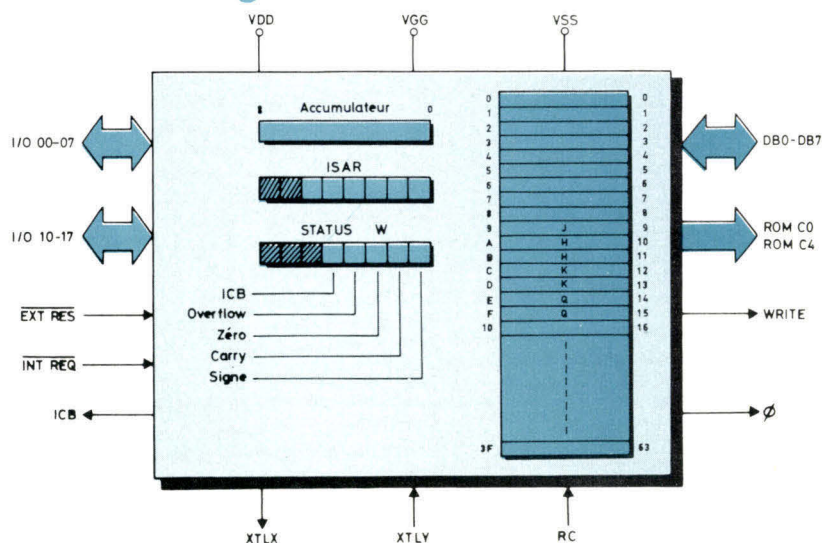 VDD VGG VSS
8 Accumulateur 0
ISAR
STATUS W
ICB
Overflow
Zéro
Carry
Signe
I/O 00-07
I/O 10-17
EXT RES
INT REQ
ICB
0 0
1 1
2 2
3 3
4 4
5 5
6 6
7 7
8 8
9 J 9
A H 10
B H 11
C K 12
D K 13
E Q 14
F Q 15
10 16
3F 63
DB0-DB7
ROM C0
ROM C4
WRITE
Ø
XTLX XTLY RC